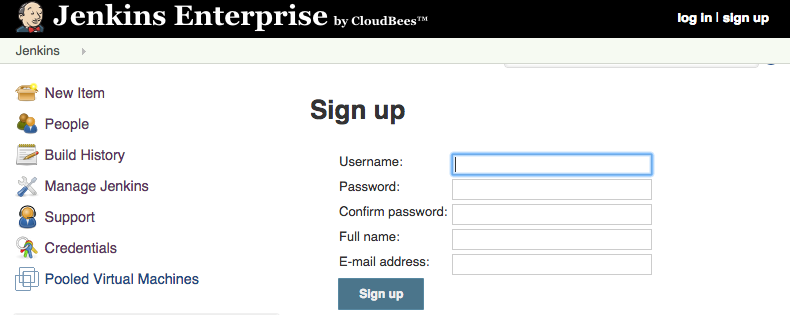 Jenkins Enterprise by CloudBees™
log in | sign up
Jenkins
New Item
People
Build History
Manage Jenkins
Support
Credentials
Pooled Virtual Machines
Sign up
Username:
Password:
Confirm password:
Full name:
E-mail address:
Sign up